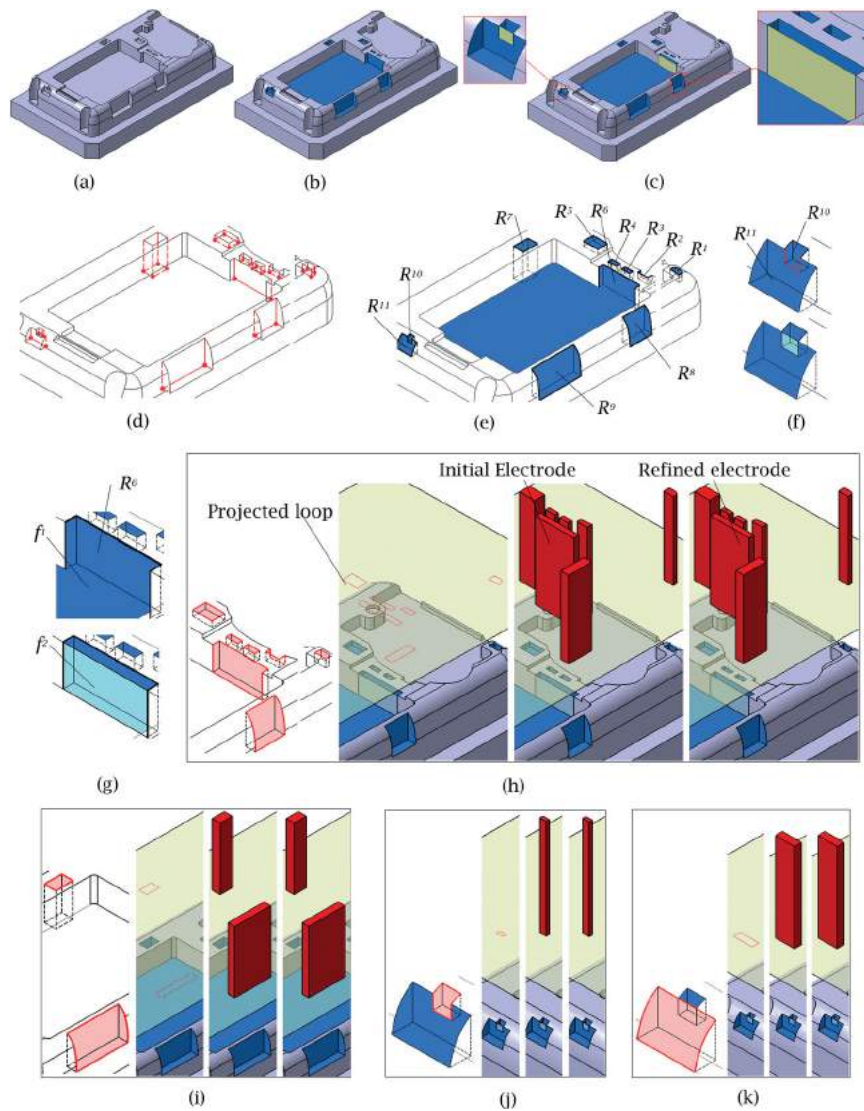 (a)
(b)
(c)
R7
R5
R6
R4
R3
R2
R1
R10
R11
R8
R9
R10
R11
(d)
(e)
(f)
R6
f1
f2
(g)
Projected loop
Initial Electrode
Refined electrode
(h)
(i)
(j)
(k)